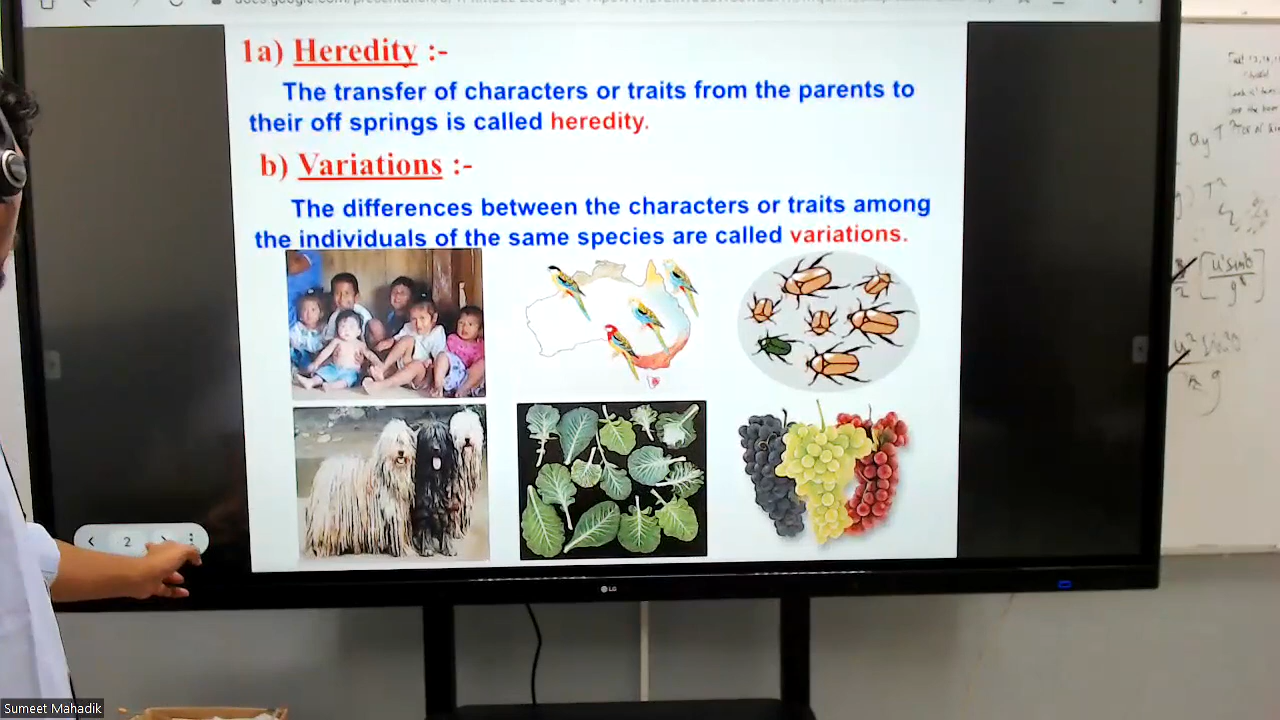 1a) Heredity :-
The transfer of characters or traits from the parents to
their off springs is called heredity.
b) Variations :-
The differences between the characters or traits among
the individuals of the same species are called variations.
2
LG
Sumeet Mahadik